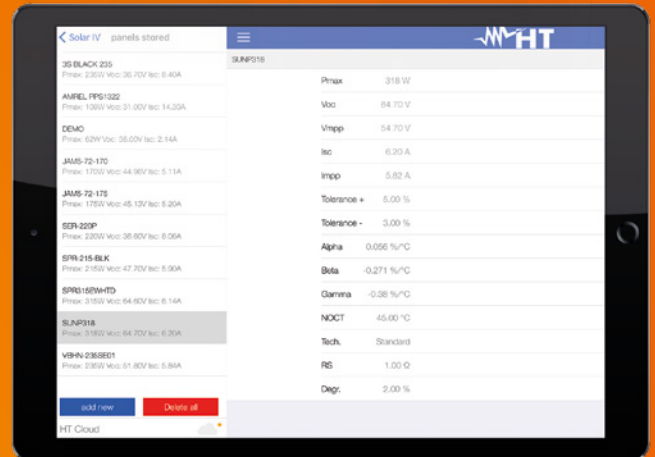 Solar IV panels stored
HT
3S BLACK 235
Pmax: 235W Voc: 36.70V Isc: 8.40A
AMREL PPS1322
Pmax: 109W Voc: 31.00V Isc: 14.20A
DEMO
Pmax: 62W Voc: 38.00V Isc: 2.14A
JAM5-72-170
Pmax: 170W Voc: 44.96V Isc: 5.11A
JAM5-72-175
Pmax: 175W Voc: 45.13V Isc: 5.20A
SER-220P
Pmax: 220W Voc: 38.60V Isc: 8.06A
SPR-215-BLK
Pmax: 215W Voc: 47.70V Isc: 5.90A
SPR315EWHTD
Pmax: 315W Voc: 64.60V Isc: 6.14A
SUNP318
Pmax: 318W Voc: 64.70V Isc: 6.20A
VBHN-235SE01
Pmax: 235W Voc: 51.80V Isc: 5.84A
add new Delete all
HT Cloud
SUNP318
Pmax 318 W
Voc 64.70 V
Vmpp 54.70 V
Isc 6.20 A
Impp 5.82 A
Tolerance + 5.00 %
Tolerance - 3.00 %
Alpha 0.056 %/°C
Beta -0.271 %/°C
Gamma -0.38 %/°C
NOCT 45.00 °C
Tech. Standard
RS 1.00 Ω
Degr. 2.00 %